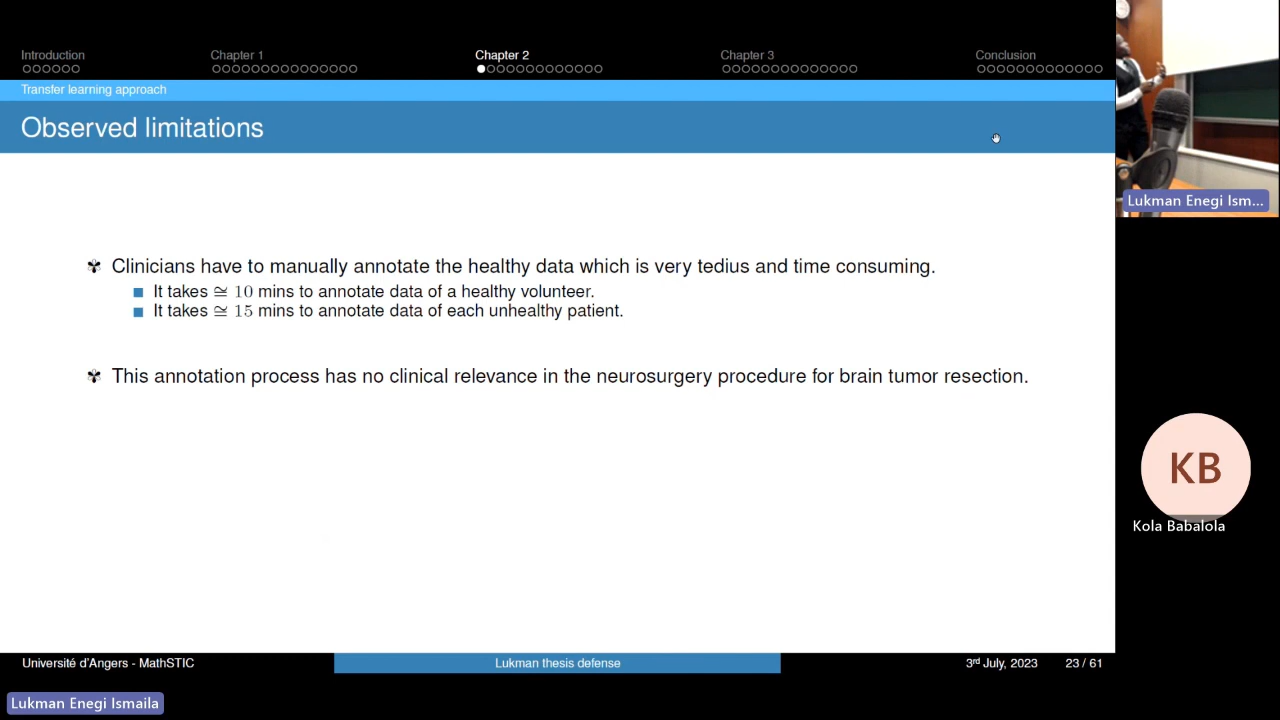 Introduction
Chapter 1
Chapter 2
Chapter 3
Conclusion
Transfer learning approach
Observed limitations
Clinicians have to manually annotate the healthy data which is very tedius and time consuming.
It takes ≅ 10 mins to annotate data of a healthy volunteer.
It takes ≅ 15 mins to annotate data of each unhealthy patient.
This annotation process has no clinical relevance in the neurosurgery procedure for brain tumor resection.
Université d'Angers - MathSTIC
Lukman thesis defense
3rd July, 2023
23 / 61
Lukman Enegi Ismaila
Lukman Enegi Ism...
KB
Kola Babalola